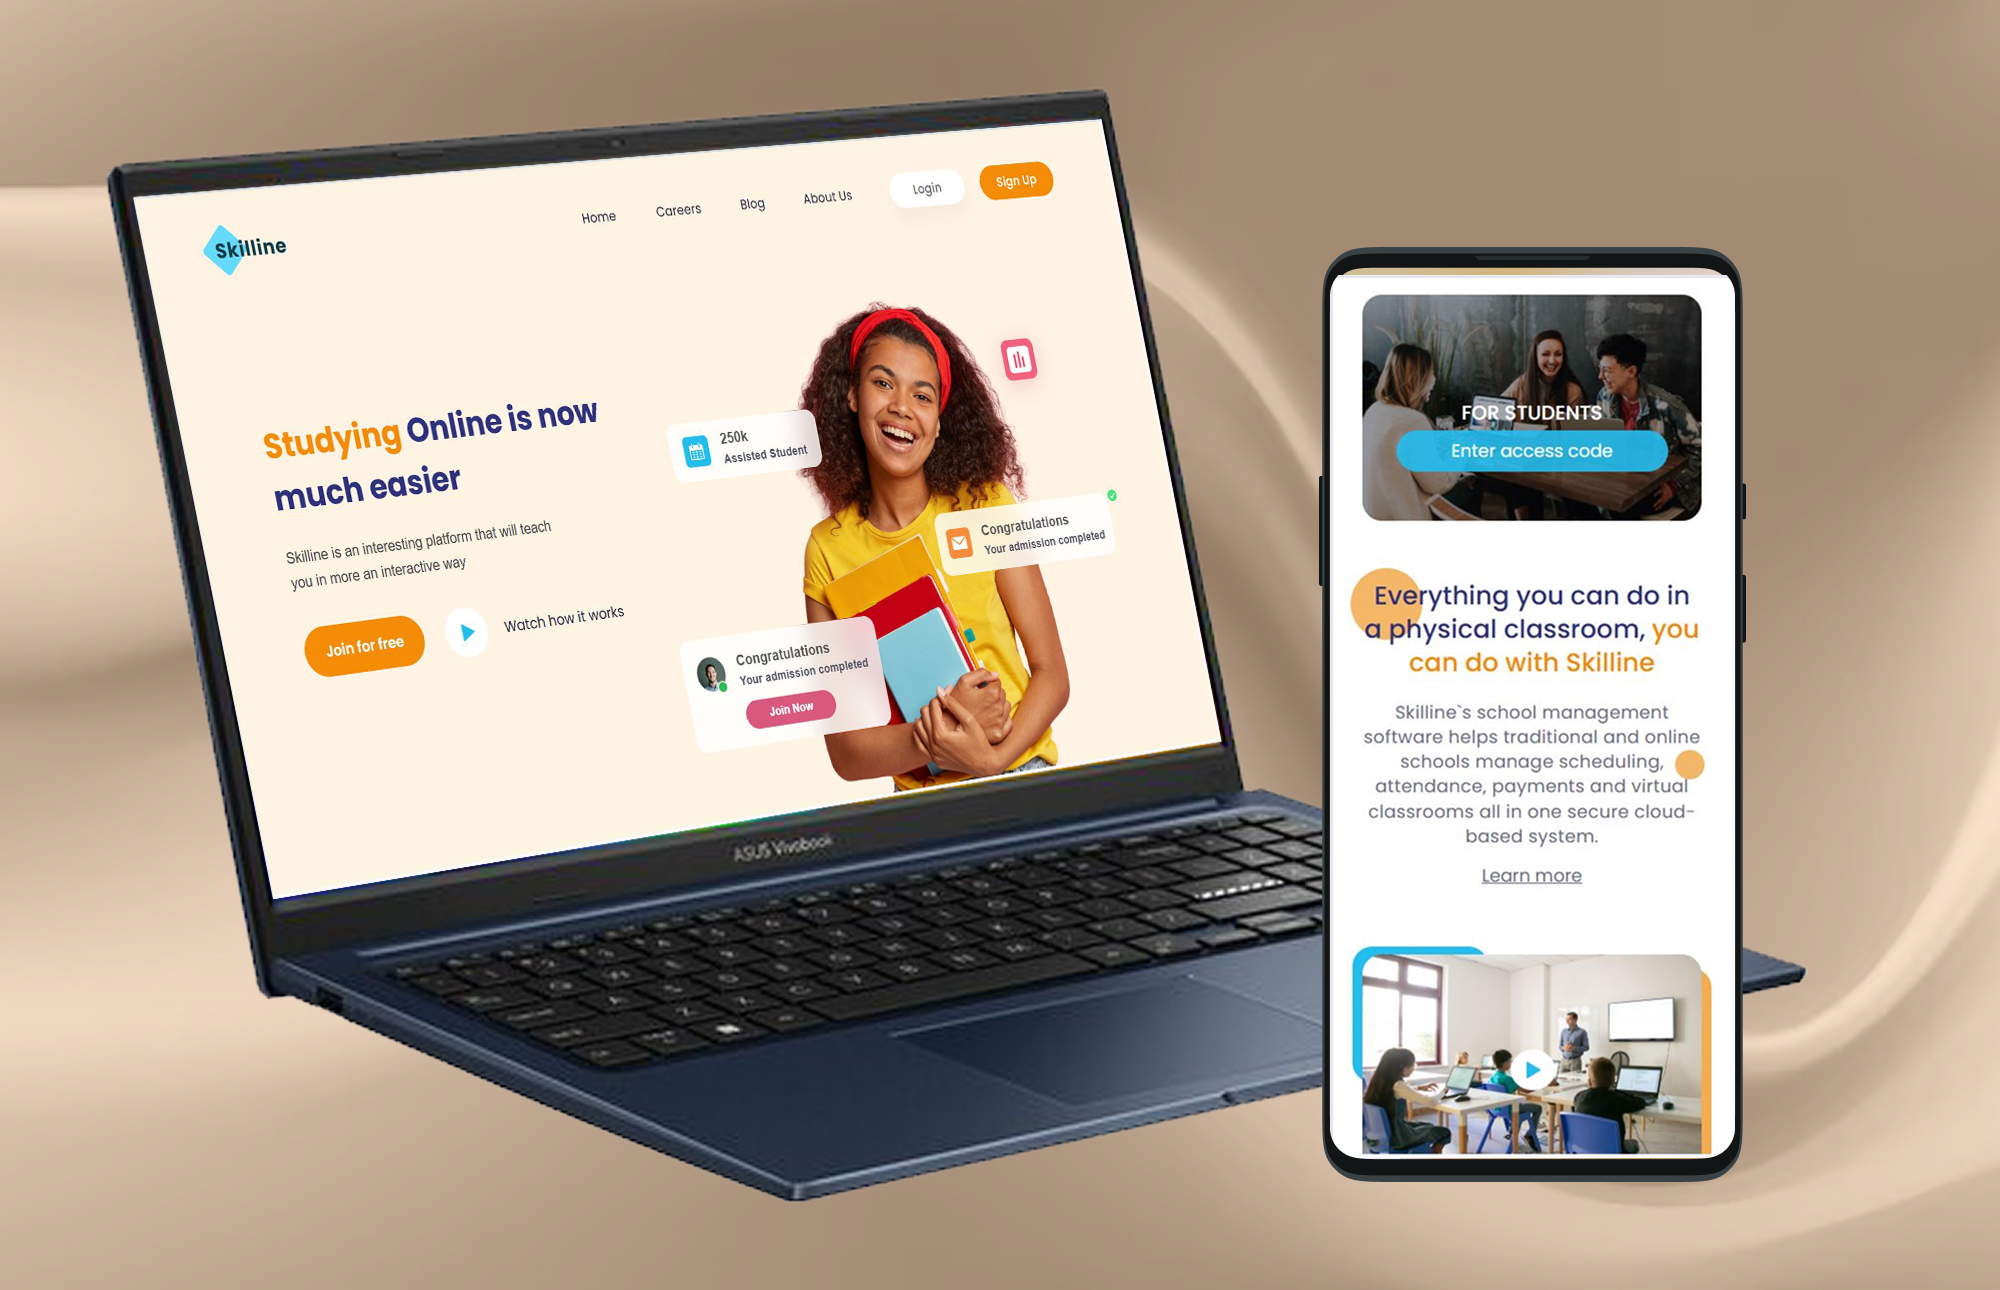 Skilline
Home
Careers
Blog
About Us
Login
Sign Up
Studying Online is now
much easier
Skilline is an interesting platform that will teach
you in more an interactive way
Join for free
Watch how it works
250k
Assisted Student
Congratulations
Your admission completed
Congratulations
Your admission completed
Join Now
ASUS Vivobook
FOR STUDENTS
Enter access code
Everything you can do in
a physical classroom, you
can do with Skilline
Skilline`s school management
software helps traditional and online
schools manage scheduling,
attendance, payments and virtual
classrooms all in one secure cloud-
based system.
Learn more